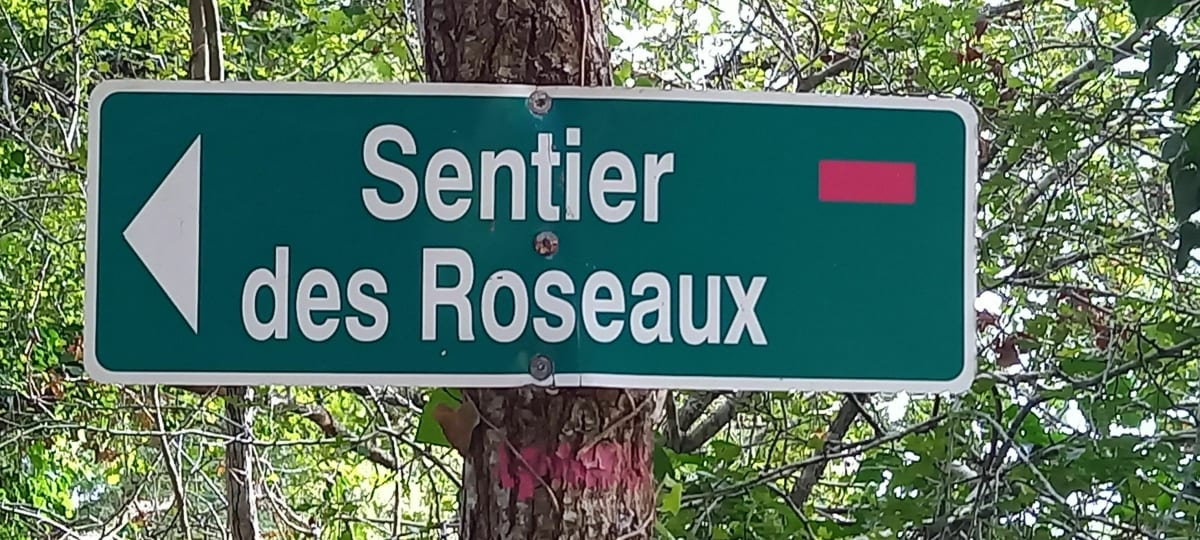 Sentier
des Roseaux